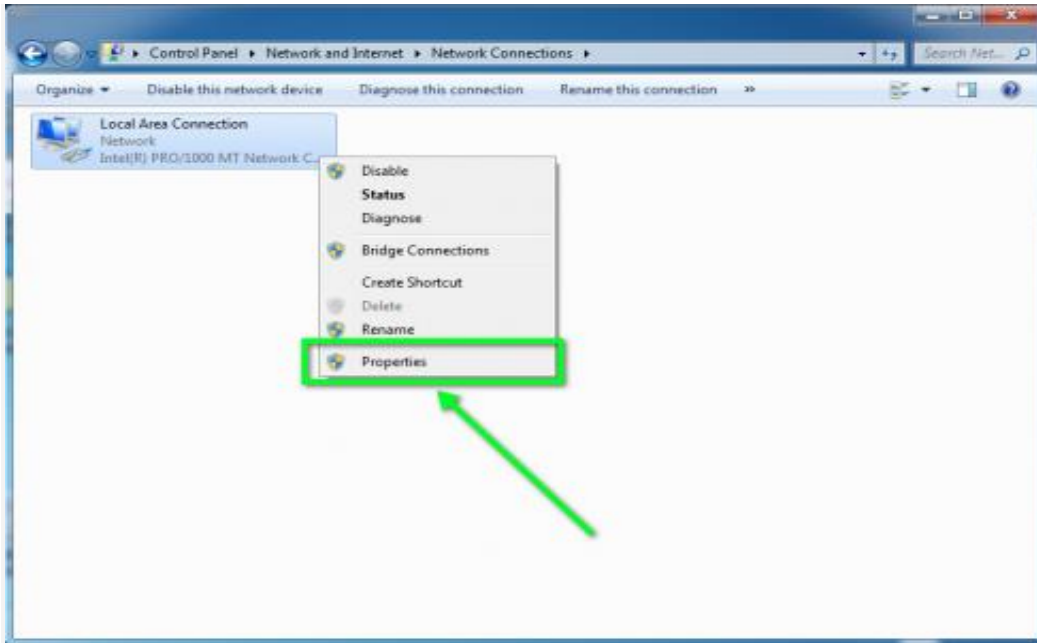 Control Panel ▸ Network and Internet ▸ Network Connections ▸
Search Net...
Organize Disable this network device Diagnose this connection Rename this connection »
Local Area Connection
Network
Intel(R) PRO/1000 MT Network C...
Disable
Status
Diagnose
Bridge Connections
Create Shortcut
Delete
Rename
Properties